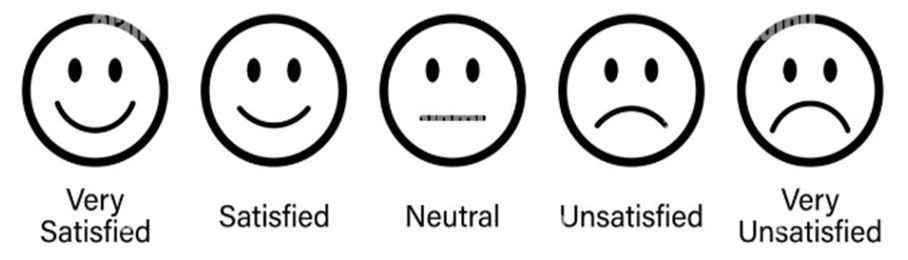 Very
Satisfied
Satisfied
Neutral
Unsatisfied
Very
Unsatisfied